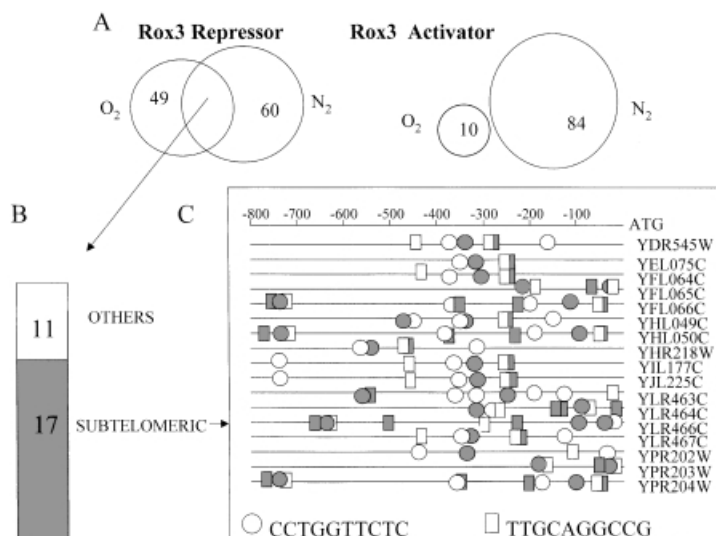 A
Rox3 Repressor
Rox3 Activator
O2
49
60
N2
O2
10
84
N2
B
C
-800 -700 -600 -400 -300 -200 -100
ATG
YDR545W
YEL075C
YFL064C
YFL065C
YFL066C
YHL049C
YHL050C
YHR218W
YIL177C
YJL225C
YLR463C
YLR464C
YLR466C
YLR467C
YPR202W
YPR203W
YPR204W
11
OTHERS
17
SUBTELOMERIC
CCTGGTTCTC
TTGCAGGCCG